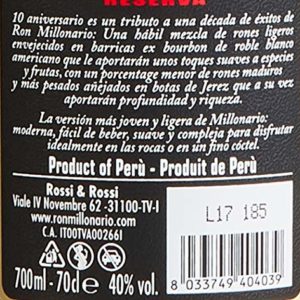 RESERVA
10 aniversario es un tributo a una década de éxitos de
Ron Millonario: Una hábil mezcla de rones ligeros
envejecidos en barricas ex bourbon de roble blanco
americano que le aportarán unos toques suaves a especies
y frutas, con un porcentage menor de rones maduros
y más pesados añejados en botas de Jerez que a su vez
aportarán profundidad y riqueza.
La versión más joven y ligera de Millonario:
moderna, fácil de beber, suave y compleja para disfrutar
idealmente en las rocas o en un fino cóctel.
Product of Perù - Produit de Perù
Rossi & Rossi
Viale IV Novembre 62 -31100-TV-I
www.ronmillonario.com
C.A. IT00TVA00266I
700ml - 70cl e 40% vol.
L17 185
8 033749 404039